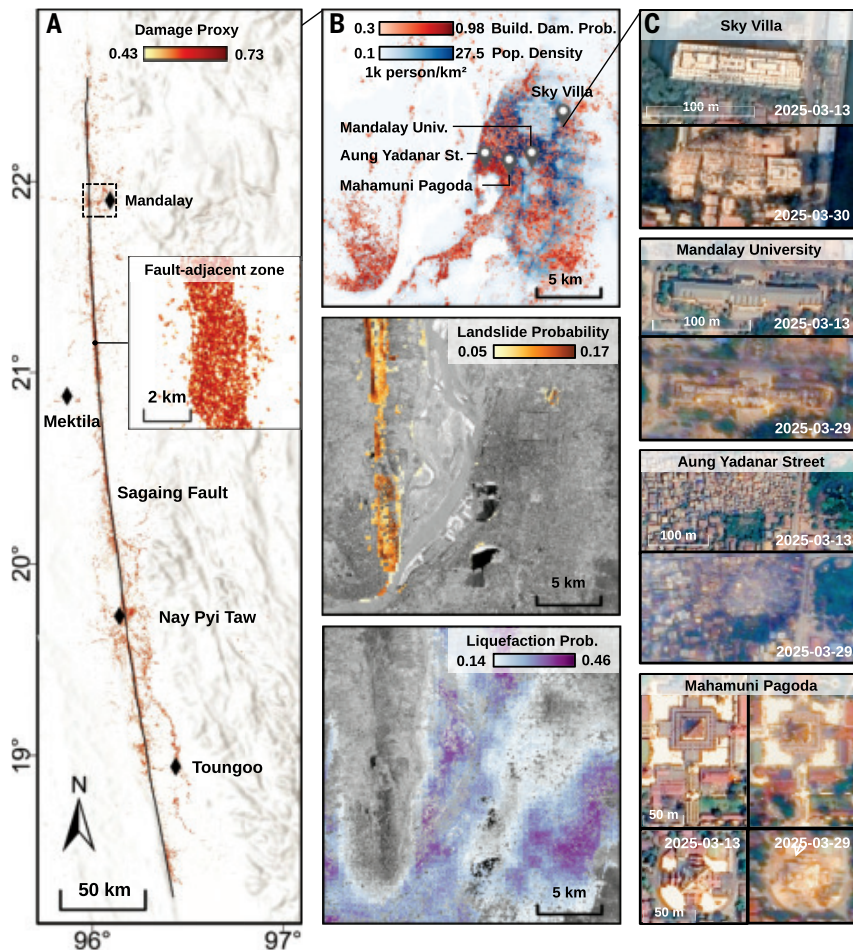 A
Damage Proxy
0.43 0.73
22°
21°
20°
19°
96° 97°
Mandalay
Fault-adjacent zone
2 km
Mektila
Sagaing Fault
Nay Pyi Taw
Toungoo
N
50 km
B
0.3 0.98 Build. Dam. Prob.
0.1 27.5 Pop. Density
1k person/km²
Sky Villa
Mandalay Univ.
Aung Yadanar St.
Mahamuni Pagoda
5 km
Landslide Probability
0.05 0.17
5 km
Liquefaction Prob.
0.14 0.46
5 km
C
Sky Villa
100 m
2025-03-13
2025-03-30
Mandalay University
100 m
2025-03-13
2025-03-29
Aung Yadanar Street
100 m
2025-03-13
2025-03-29
Mahamuni Pagoda
50 m
2025-03-13 2025-03-29
50 m